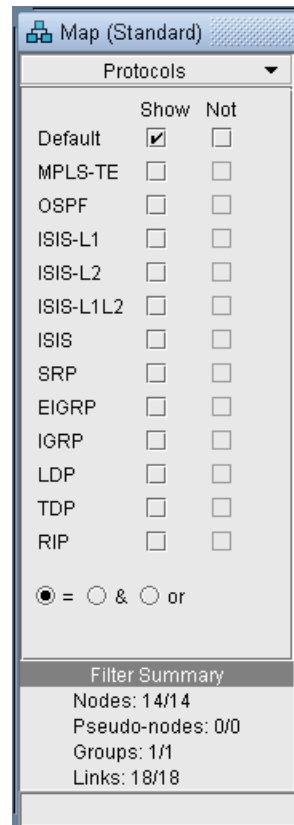 Map (Standard)
Protocols
Show Not
Default
MPLS-TE
OSPF
ISIS-L1
ISIS-L2
ISIS-L1L2
ISIS
SRP
EIGRP
IGRP
LDP
TDP
RIP
= & or
Filter Summary
Nodes: 14/14
Pseudo-nodes: 0/0
Groups: 1/1
Links: 18/18